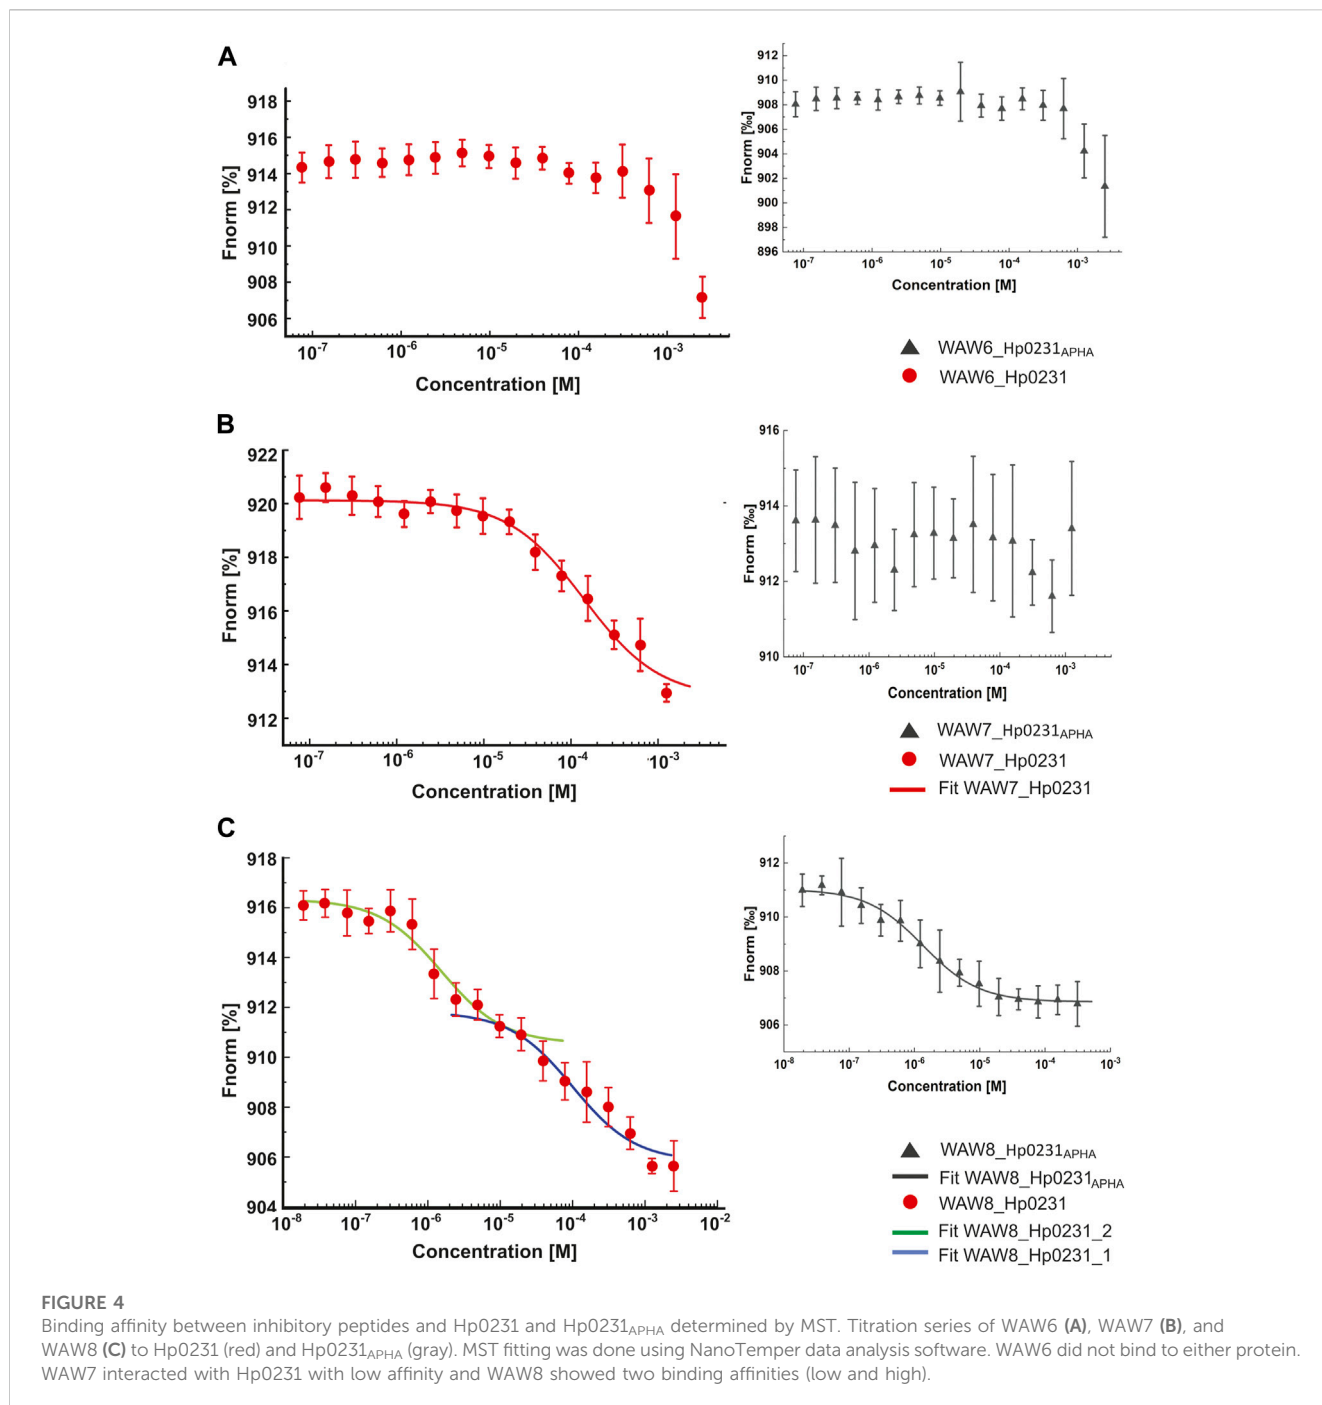 A
918
916
914
912
910
908
906
Fnorm [%]
10-7
10-6
10-5
10-4
10-3
Concentration [M]
912
910
908
906
904
902
900
898
896
Fnorm [‰]
10-7
10-6
10-5
10-4
10-3
Concentration [M]
WAW6_Hp0231APHA
WAW6_Hp0231
B
922
920
918
916
914
912
Fnorm [%]
10-7
10-6
10-5
10-4
10-3
Concentration [M]
916
914
912
910
Fnorm [‰]
10-7
10-6
10-5
10-4
10-3
Concentration [M]
WAW7_Hp0231APHA
WAW7_Hp0231
Fit WAW7_Hp0231
C
918
916
914
912
910
908
906
904
Fnorm [%]
10-8
10-7
10-6
10-5
10-4
10-3
10-2
Concentration [M]
912
910
908
906
Fnorm [‰]
10-8
10-7
10-6
10-5
10-4
10-3
Concentration [M]
WAW8_Hp0231APHA
Fit WAW8_Hp0231APHA
WAW8_Hp0231
Fit WAW8_Hp0231_2
Fit WAW8_Hp0231_1
FIGURE 4
Binding affinity between inhibitory peptides and Hp0231 and Hp0231APHA determined by MST. Titration series of WAW6 (A), WAW7 (B), and
WAW8 (C) to Hp0231 (red) and Hp0231APHA (gray). MST fitting was done using NanoTemper data analysis software. WAW6 did not bind to either protein.
WAW7 interacted with Hp0231 with low affinity and WAW8 showed two binding affinities (low and high).